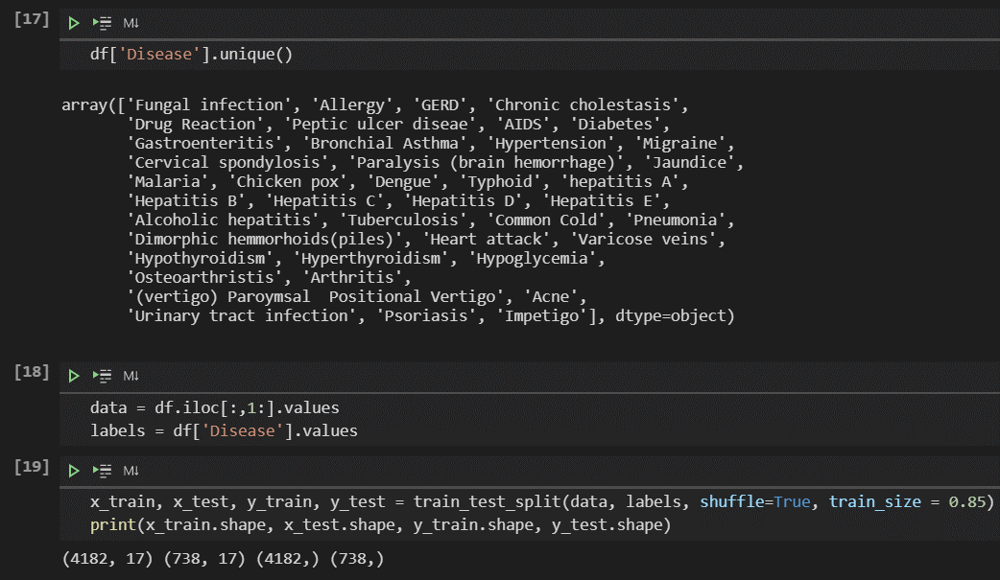 [17]
M↓
df['Disease'].unique()
array(['Fungal infection', 'Allergy', 'GERD', 'Chronic cholestasis',
'Drug Reaction', 'Peptic ulcer diseae', 'AIDS', 'Diabetes',
'Gastroenteritis', 'Bronchial Asthma', 'Hypertension', 'Migraine',
'Cervical spondylosis', 'Paralysis (brain hemorrhage)', 'Jaundice',
'Malaria', 'Chicken pox', 'Dengue', 'Typhoid', 'hepatitis A',
'Hepatitis B', 'Hepatitis C', 'Hepatitis D', 'Hepatitis E',
'Alcoholic hepatitis', 'Tuberculosis', 'Common Cold', 'Pneumonia',
'Dimorphic hemmorhoids(piles)', 'Heart attack', 'Varicose veins',
'Hypothyroidism', 'Hyperthyroidism', 'Hypoglycemia',
'Osteoarthristis', 'Arthritis',
'(vertigo) Paroymsal  Positional Vertigo', 'Acne',
'Urinary tract infection', 'Psoriasis', 'Impetigo'], dtype=object)
[18]
M↓
data = df.iloc[:,1:].values
labels = df['Disease'].values
[19]
M↓
x_train, x_test, y_train, y_test = train_test_split(data, labels, shuffle=True, train_size = 0.85)
print(x_train.shape, x_test.shape, y_train.shape, y_test.shape)
(4182, 17) (738, 17) (4182,) (738,)